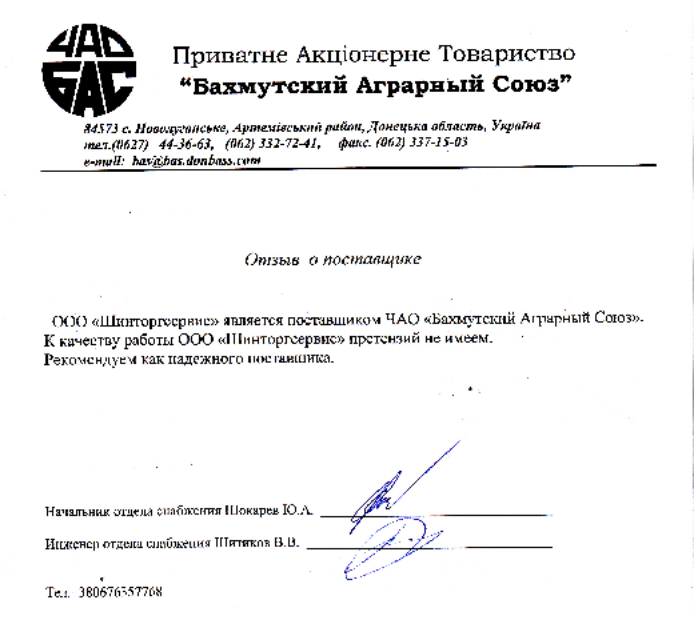 ЧАО
БАС
Приватне Акціонерне Товариство
“Бахмутский Аграрный Союз”
84573 с. Новолуганське, Артемівський район, Донецька область, Україна
тел.(0627) 44-36-63, (062) 332-72-41, факс. (062) 337-15-03
e-mail: bas@bas.donbass.com
Отзыв о поставщике
ООО «Шинторгсервис» является поставщиком ЧАО «Бахмутский Аграрный Союз».
К качеству работы ООО «Шинторгсервис» претензий не имеем.
Рекомендуем как надежного поставщика.
Начальник отдела снабжения Шокарев Ю.А.
Инженер отдела снабжения Шитиков В.В.
Тел.